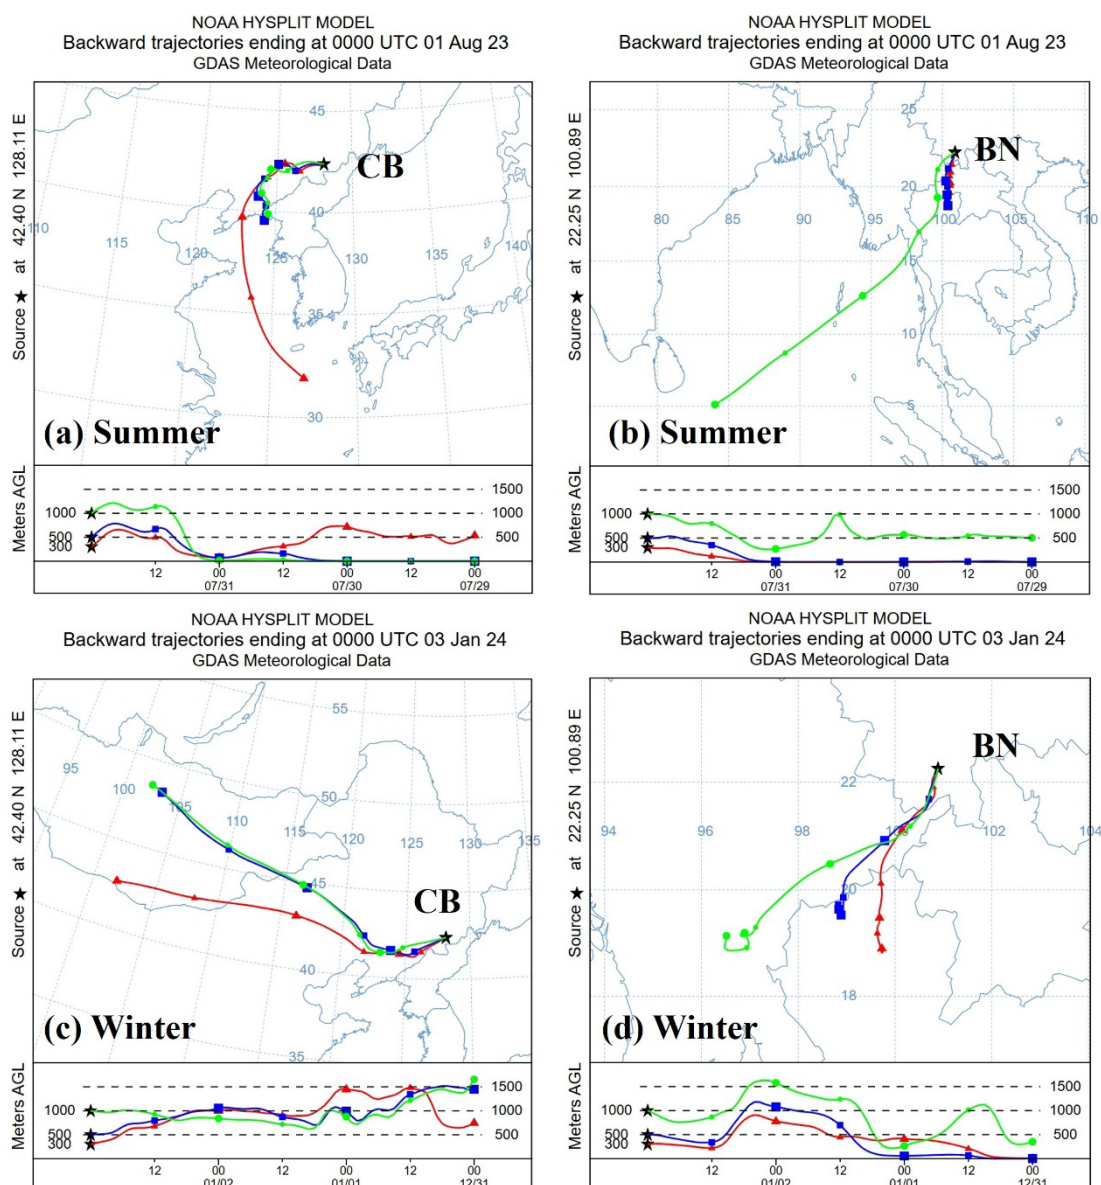 NOAA HYSPLIT MODEL
Backward trajectories ending at 0000 UTC 01 Aug 23
GDAS Meteorological Data
Source ★ at 42.40 N 128.11 E
45
CB
40
110
115
120
125
130
135
140
35
30
(a) Summer
Meters AGL
1500
1000
1000
500
500
300
12 00 12 00 12 00
07/31 07/30 07/29
NOAA HYSPLIT MODEL
Backward trajectories ending at 0000 UTC 01 Aug 23
GDAS Meteorological Data
Source ★ at 22.25 N 100.89 E
25
BN
20
80 85 90 95 100 105 110
15
10
5
(b) Summer
Meters AGL
1500
1000
1000
500
500
300
12 00 12 00 12 00
07/31 07/30 07/29
NOAA HYSPLIT MODEL
Backward trajectories ending at 0000 UTC 03 Jan 24
GDAS Meteorological Data
Source ★ at 42.40 N 128.11 E
55
95
100
105
110
115
120
125
130
135
50
45
CB
40
35
(c) Winter
Meters AGL
1500
1000
1000
500
500
300
12 00 12 00 12 00
01/02 01/01 12/31
NOAA HYSPLIT MODEL
Backward trajectories ending at 0000 UTC 03 Jan 24
GDAS Meteorological Data
Source ★ at 22.25 N 100.89 E
BN
22
94 96 98 100 102 104
20
18
(d) Winter
Meters AGL
1500
1000
1000
500
500
300
12 00 12 00 12 00
01/02 01/01 12/31